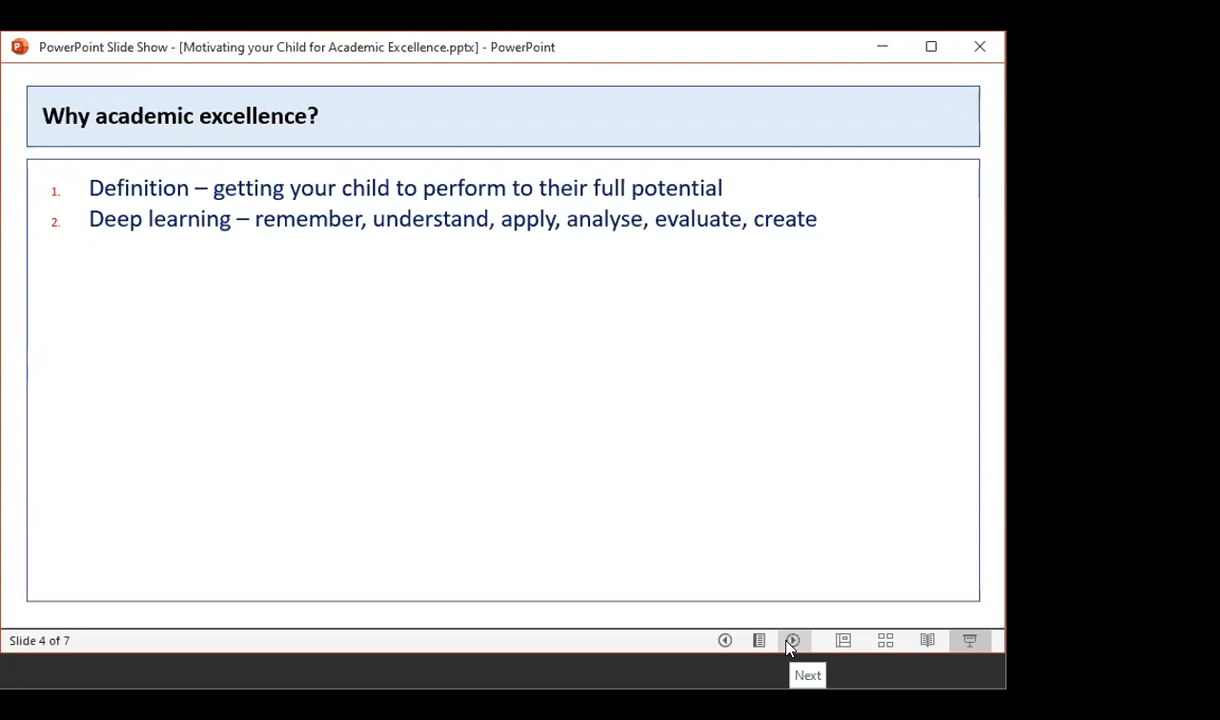 PowerPoint Slide Show - [Motivating your Child for Academic Excellence.pptx] - PowerPoint
Why academic excellence?
1. Definition – getting your child to perform to their full potential
2. Deep learning – remember, understand, apply, analyse, evaluate, create
Slide 4 of 7
Next